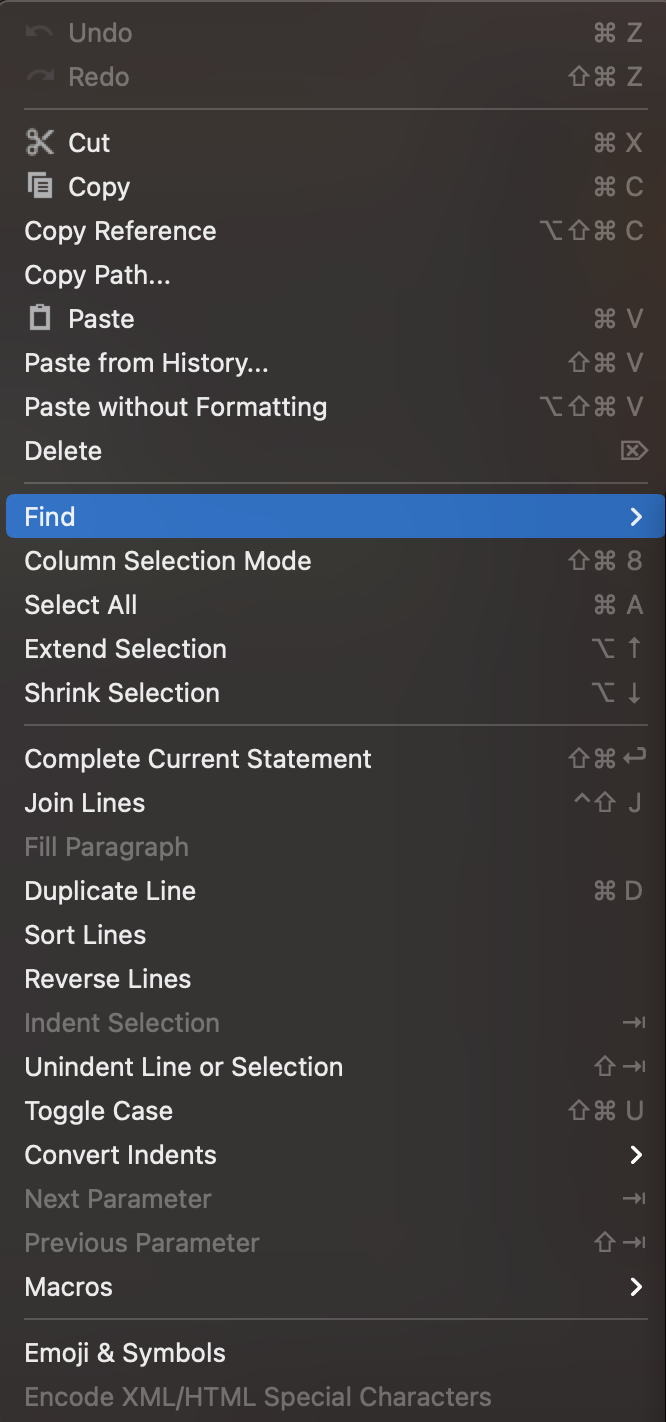 Undo ⌘ Z
Redo ⇧⌘ Z
Cut ⌘ X
Copy ⌘ C
Copy Reference ⌥⇧⌘ C
Copy Path...
Paste ⌘ V
Paste from History... ⇧⌘ V
Paste without Formatting ⌥⇧⌘ V
Delete ⌦
Find
Column Selection Mode ⇧⌘ 8
Select All ⌘ A
Extend Selection ⌥ ↑
Shrink Selection ⌥ ↓
Complete Current Statement ⇧⌘ ↩
Join Lines ^⇧ J
Fill Paragraph
Duplicate Line ⌘ D
Sort Lines
Reverse Lines
Indent Selection ⇥
Unindent Line or Selection ⇧ ⇥
Toggle Case ⇧⌘ U
Convert Indents
Next Parameter ⇥
Previous Parameter ⇧ ⇥
Macros
Emoji & Symbols
Encode XML/HTML Special Characters